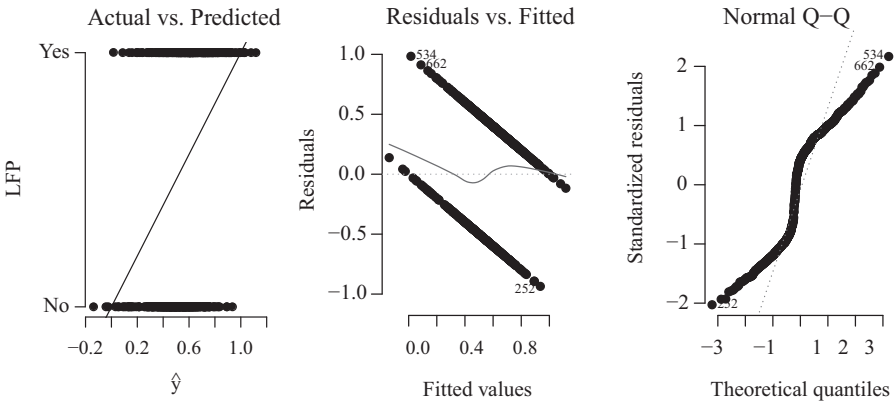 Actual vs. Predicted
Yes
No
LFP
−0.2
0.2
0.6
1.0
ŷ
Residuals vs. Fitted
1.0
0.5
0.0
−0.5
−1.0
Residuals
534
662
252
0.0
0.4
0.8
Fitted values
Normal Q−Q
2
1
0
−1
−2
Standardized residuals
534
662
252
−3
−1
1
2
3
Theoretical quantiles